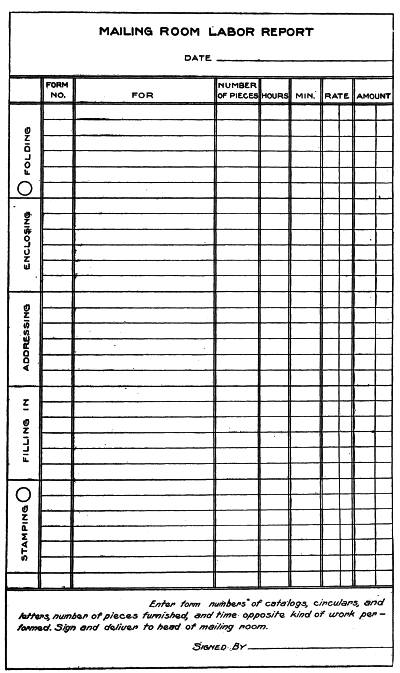 MAILING ROOM LABOR REPORT
DATE
FORM NO.
FOR
NUMBER OF PIECES
HOURS
MIN.
RATE
AMOUNT
FOLDING
ENCLOSING
ADDRESSING
FILLING IN
STAMPING
Enter form numbers of catalogs, circulars, and
letters, number of pieces furnished, and time opposite kind of work per-
formed. Sign and deliver to head of mailing room.
SIGNED BY